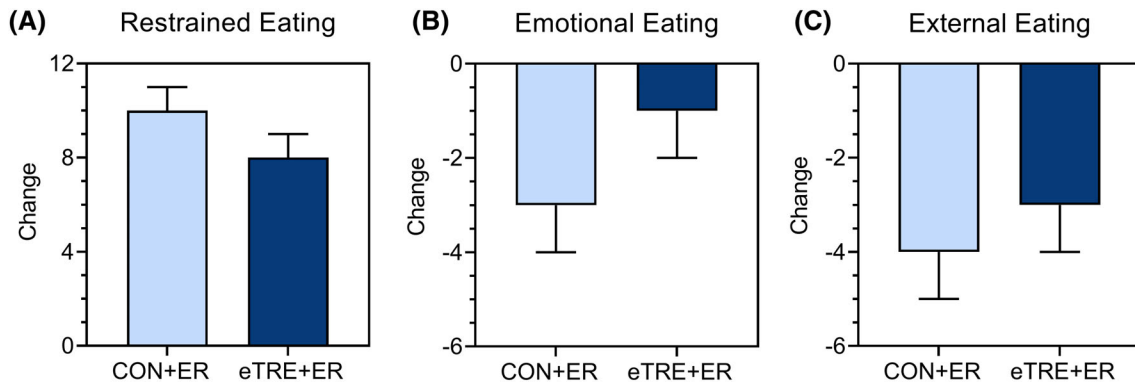 (A) Restrained Eating
12
8
4
0
Change
CON+ER eTRE+ER
(B) Emotional Eating
0
-2
-4
-6
Change
CON+ER eTRE+ER
(C) External Eating
0
-2
-4
-6
Change
CON+ER eTRE+ER